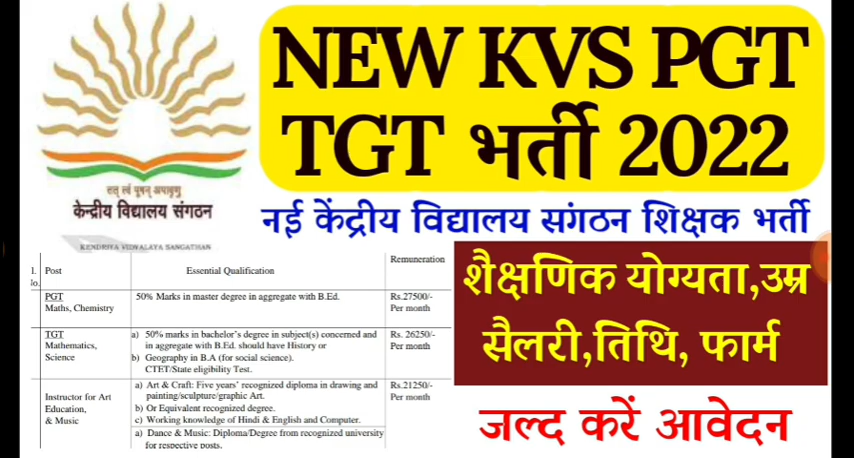 NEW KVS PGT
TGT भर्ती 2022
तत् त्वं पूषन् अपावृणु
केन्द्रीय विद्यालय संगठन
KENDRIYA VIDYALAYA SANGATHAN
नई केंद्रीय विद्यालय संगठन शिक्षक भर्ती
l. No. Post Essential Qualification Remuneration
PGT Maths, Chemistry 50% Marks in master degree in aggregate with B.Ed. Rs.27500/- Per month
TGT Mathematics, Science a) 50% marks in bachelor's degree in subject(s) concerned and Rs. 26250/- Per month
in aggregate with B.Ed. should have History or
b) Geography in B.A (for social science).
CTET/State eligibility Test.
Instructor for Art Education, & Music a) Art & Craft: Five years' recognized diploma in drawing and Rs.21250/- Per month
painting/sculpture/graphic Art.
b) Or Equivalent recognized degree.
c) Working knowledge of Hindi & English and Computer.
a) Dance & Music: Diploma/Degree from recognized university
for respective posts.
शैक्षणिक योग्यता,उम्र
सैलरी,तिथि, फार्म
जल्द करें आवेदन